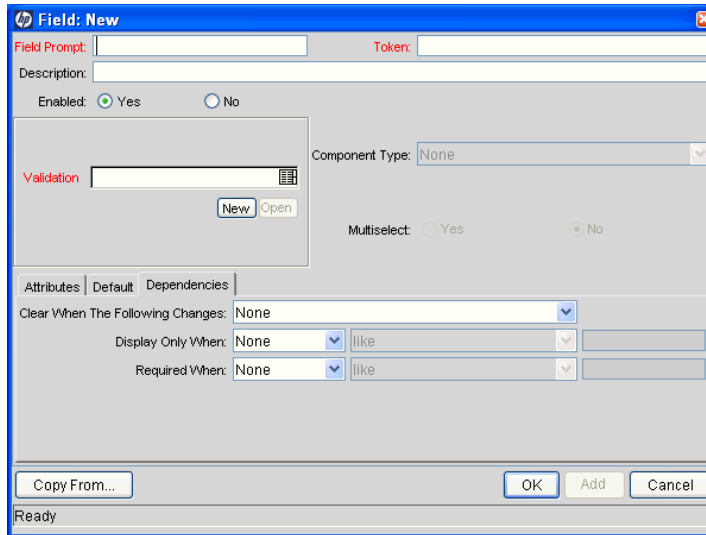 hp Field: New
Field Prompt: Token:
Description:
Enabled: Yes No
Component Type: None
Validation
New Open
Multiselect: Yes No
Attributes Default Dependencies
Clear When The Following Changes: None
Display Only When: None like
Required When: None like
Copy From... OK Add Cancel
Ready